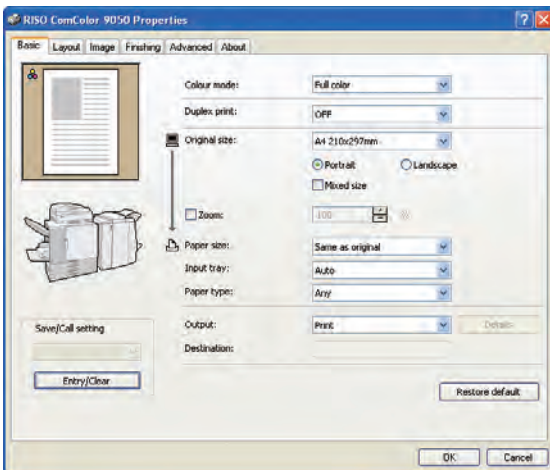 RISO ComColor 9050 Properties
Basic Layout Image Finishing Advanced About
Colour mode: Full color
Duplex print: OFF
Original size: A4 210x297mm
Portrait Landscape
Mixed size
Zoom: 100 %
Paper size: Same as original
Input tray: Auto
Paper type: Any
Save/Call setting
Output: Print Details
Destination:
Entry/Clear
Restore default
OK Cancel